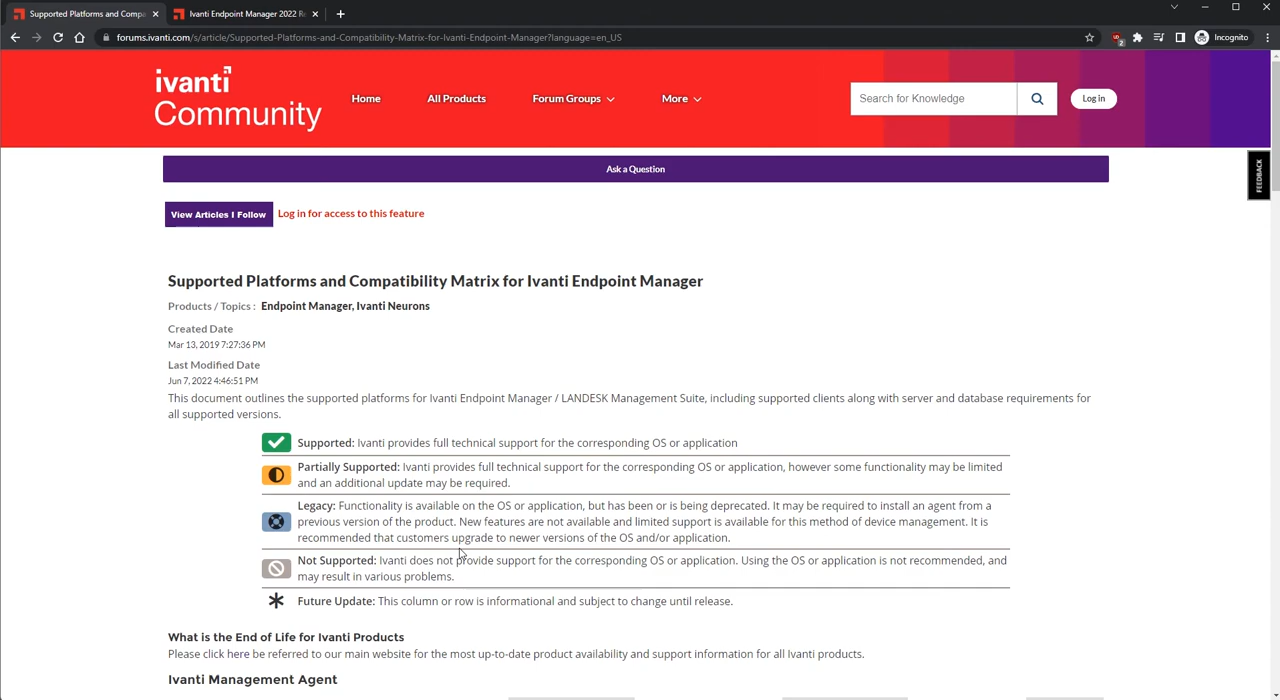 Supported Platforms and Compa
Ivanti Endpoint Manager 2022 R
forums.ivanti.com/s/article/Supported-Platforms-and-Compatibility-Matrix-for-Ivanti-Endpoint-Manager?language=en_US
2
Incognito
ivanti
Community
Home
All Products
Forum Groups
More
Search for Knowledge
Log in
Ask a Question
FEEDBACK
View Articles I Follow
Log in for access to this feature
Supported Platforms and Compatibility Matrix for Ivanti Endpoint Manager
Products / Topics : Endpoint Manager, Ivanti Neurons
Created Date
Mar 13, 2019 7:27:36 PM
Last Modified Date
Jun 7, 2022 4:46:51 PM
This document outlines the supported platforms for Ivanti Endpoint Manager / LANDESK Management Suite, including supported clients along with server and database requirements for
all supported versions.
Supported: Ivanti provides full technical support for the corresponding OS or application
Partially Supported: Ivanti provides full technical support for the corresponding OS or application, however some functionality may be limited
and an additional update may be required.
Legacy: Functionality is available on the OS or application, but has been or is being deprecated. It may be required to install an agent from a
previous version of the product. New features are not available and limited support is available for this method of device management. It is
recommended that customers upgrade to newer versions of the OS and/or application.
Not Supported: Ivanti does not provide support for the corresponding OS or application. Using the OS or application is not recommended, and
may result in various problems.
Future Update: This column or row is informational and subject to change until release.
What is the End of Life for Ivanti Products
Please click here be referred to our main website for the most up-to-date product availability and support information for all Ivanti products.
Ivanti Management Agent